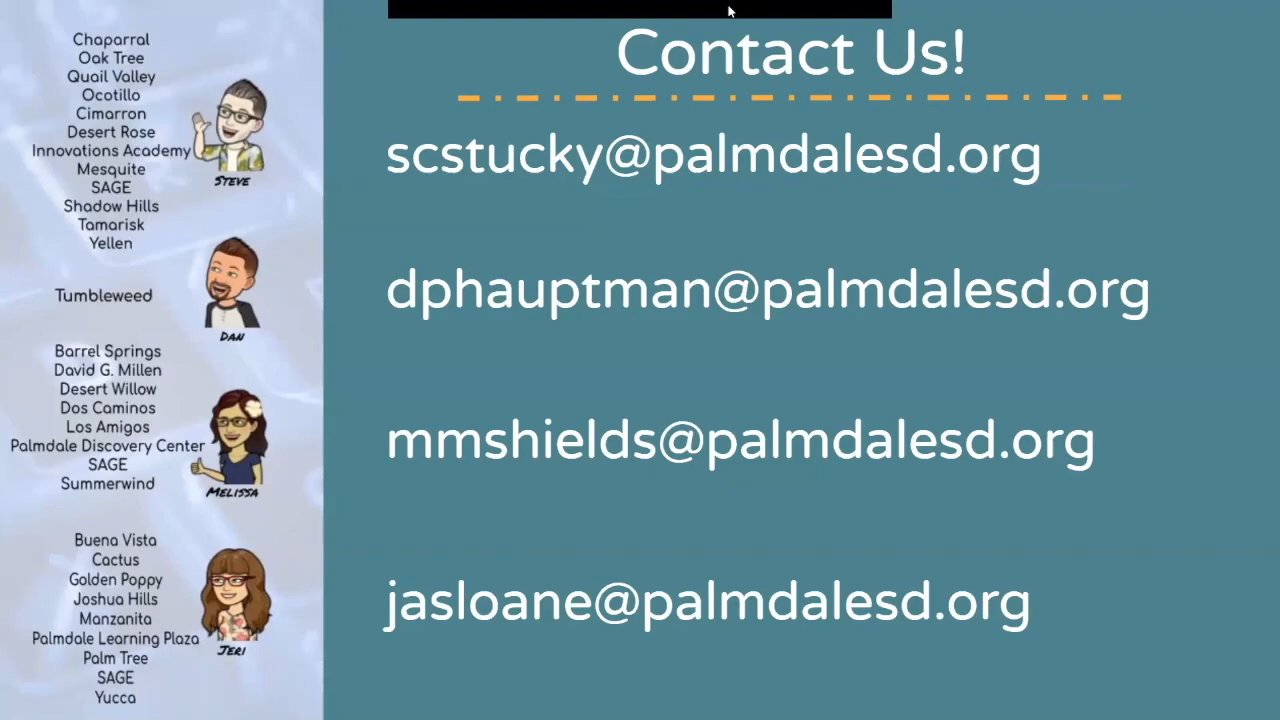 Chaparral
Oak Tree
Quail Valley
Ocotillo
Cimarron
Desert Rose
Innovations Academy
Mesquite
SAGE
Shadow Hills
Tamarisk
Yellen
STEVE
Tumbleweed
DAN
Barrel Springs
David G. Millen
Desert Willow
Dos Caminos
Los Amigos
Palmdale Discovery Center
SAGE
Summerwind
MELISSA
Buena Vista
Cactus
Golden Poppy
Joshua Hills
Manzanita
Palmdale Learning Plaza
Palm Tree
SAGE
Yucca
JERI
Contact Us!
scstucky@palmdalesd.org
dphauptman@palmdalesd.org
mmshields@palmdalesd.org
jasloane@palmdalesd.org